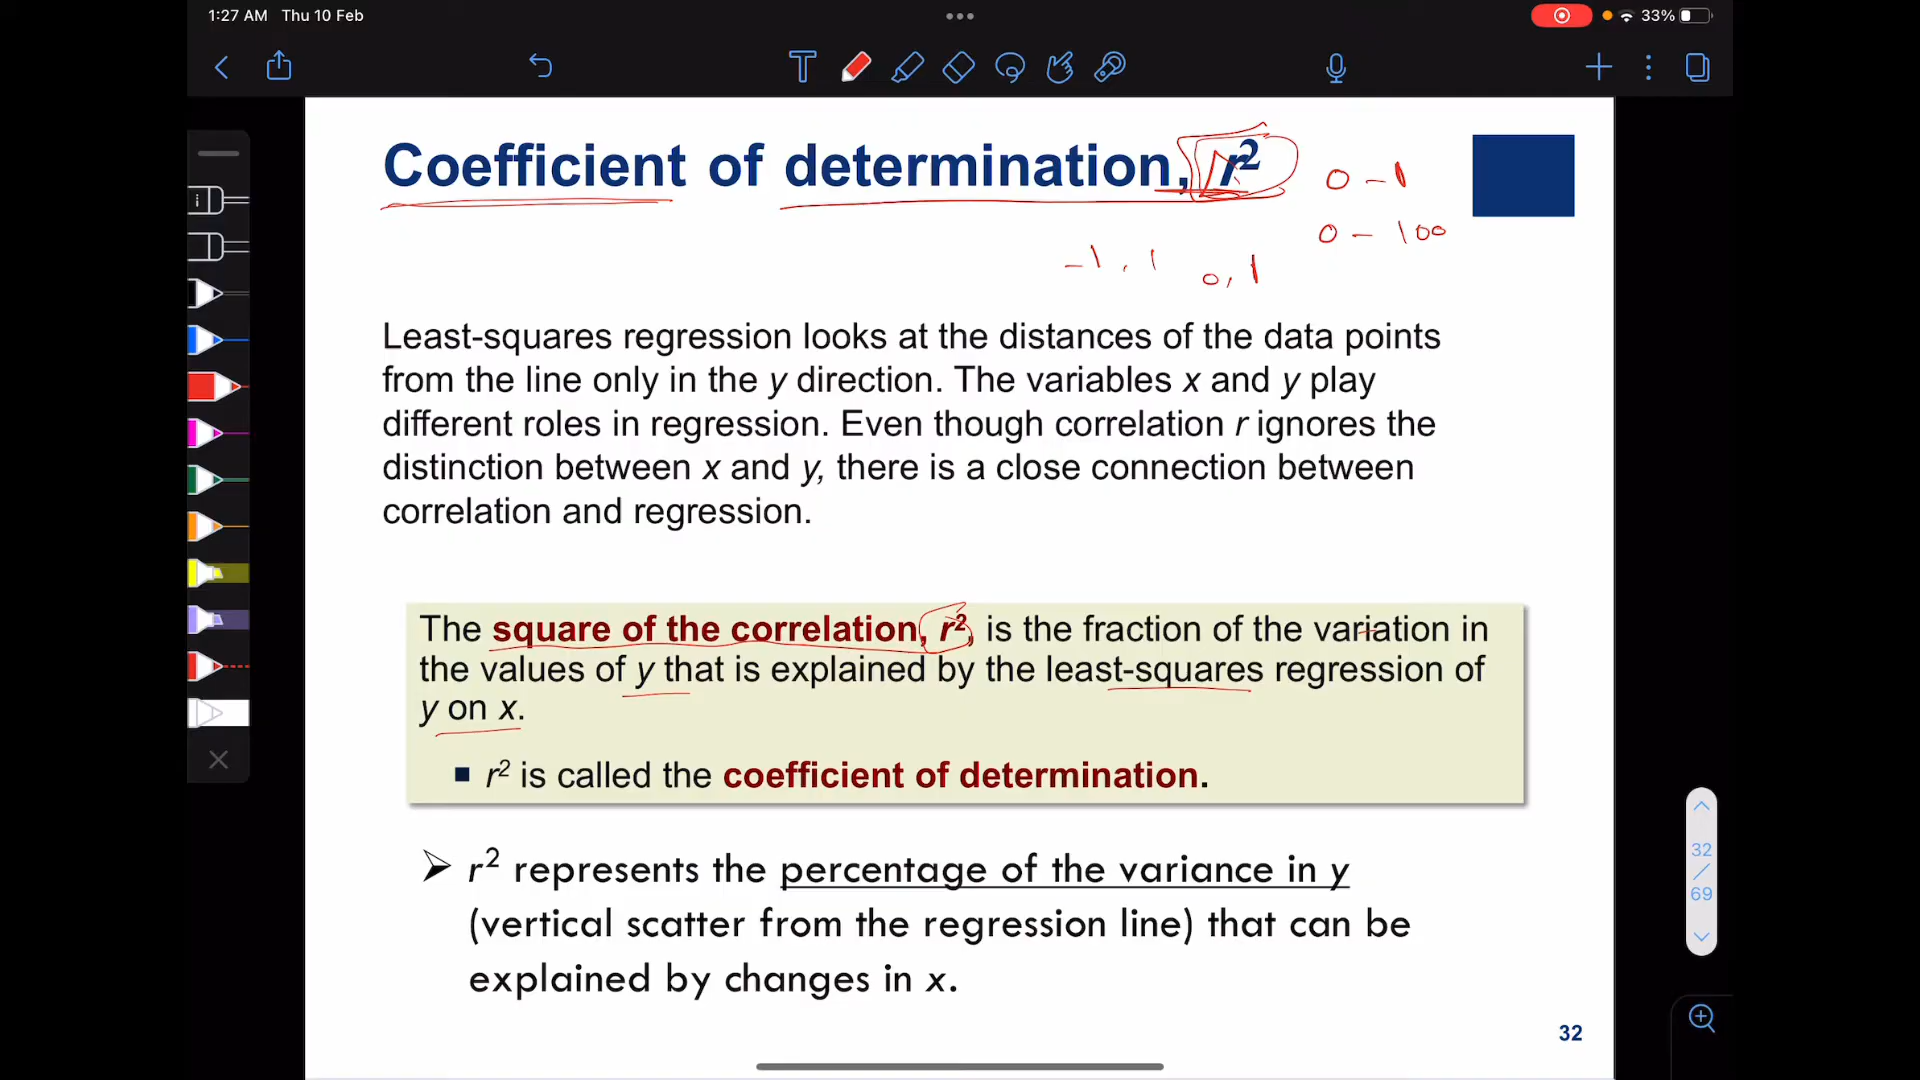 1:27 AM Thu 10 Feb
33%
Coefficient of determination, r²
0 - 1
0 - 100
-1, 1
0, 1
Least-squares regression looks at the distances of the data points
from the line only in the y direction. The variables x and y play
different roles in regression. Even though correlation r ignores the
distinction between x and y, there is a close connection between
correlation and regression.
The square of the correlation, r², is the fraction of the variation in
the values of y that is explained by the least-squares regression of
y on x.
■ r² is called the coefficient of determination.
➢ r² represents the percentage of the variance in y
(vertical scatter from the regression line) that can be
explained by changes in x.
32
/
69
32